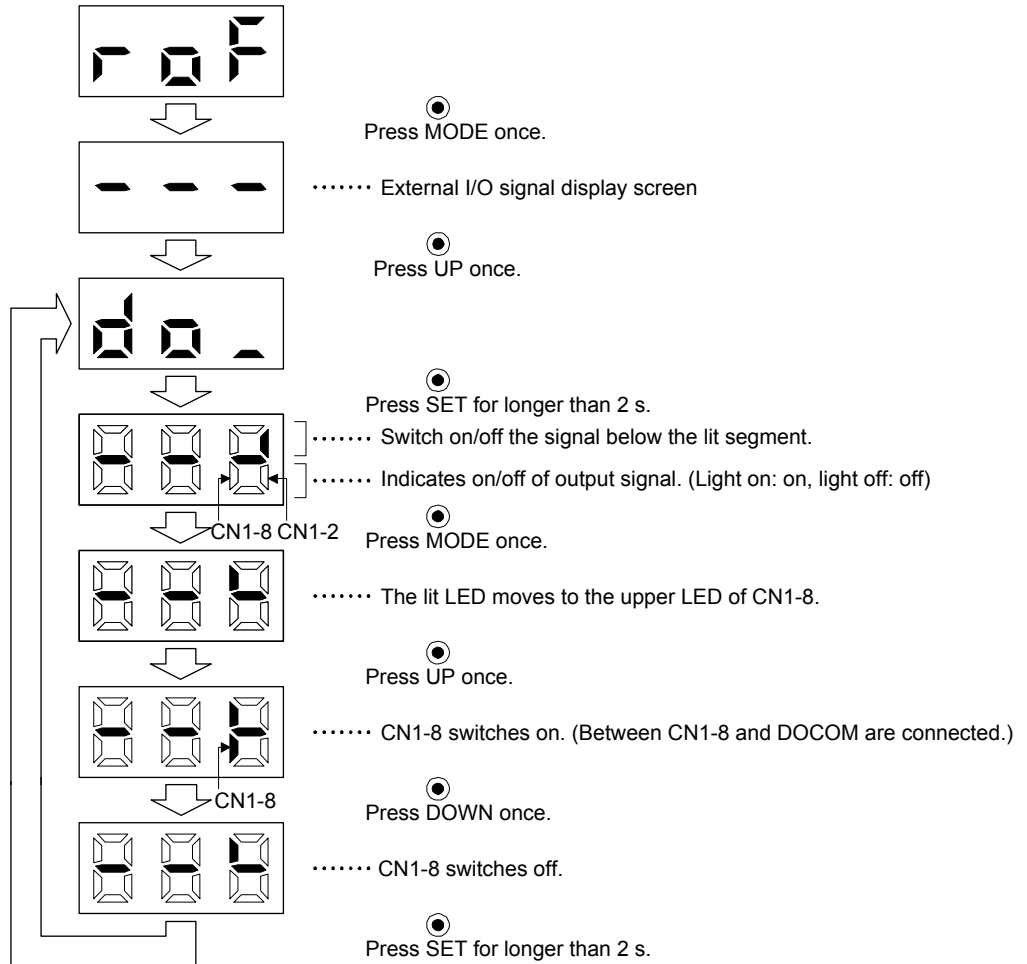 roF
Press MODE once.
- - -
······· External I/O signal display screen
Press UP once.
do_
Press SET for longer than 2 s.
······· Switch on/off the signal below the lit segment.
······· Indicates on/off of output signal. (Light on: on, light off: off)
CN1-8 CN1-2
Press MODE once.
······· The lit LED moves to the upper LED of CN1-8.
Press UP once.
······· CN1-8 switches on. (Between CN1-8 and DOCOM are connected.)
CN1-8
Press DOWN once.
······· CN1-8 switches off.
Press SET for longer than 2 s.